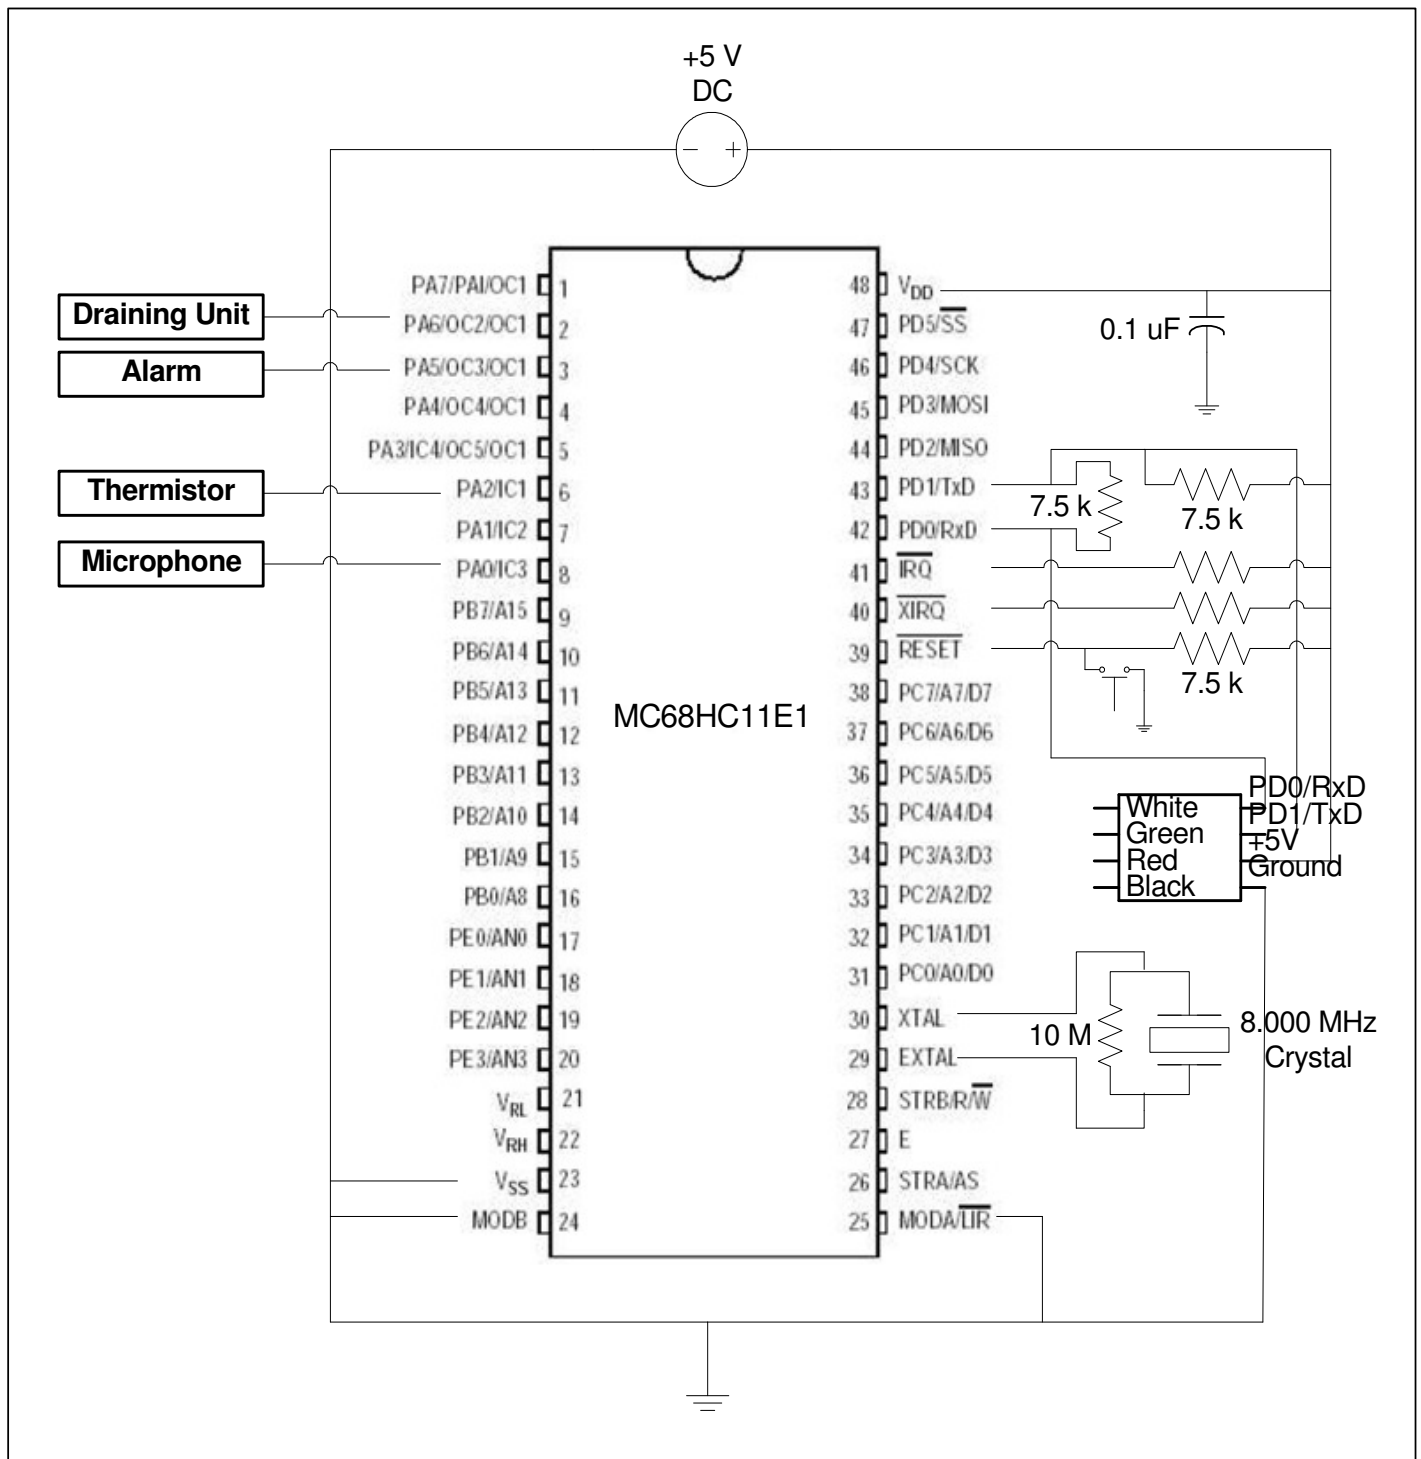 +5 V
DC
− +
Draining Unit
Alarm
Thermistor
Microphone
PA7/PAI/OC1 1
PA6/OC2/OC1 2
PA5/OC3/OC1 3
PA4/OC4/OC1 4
PA3/IC4/OC5/OC1 5
PA2/IC1 6
PA1/IC2 7
PA0/IC3 8
PB7/A15 9
PB6/A14 10
PB5/A13 11
PB4/A12 12
PB3/A11 13
PB2/A10 14
PB1/A9 15
PB0/A8 16
PE0/AN0 17
PE1/AN1 18
PE2/AN2 19
PE3/AN3 20
VRL 21
VRH 22
VSS 23
MODB 24
MC68HC11E1
48 VDD
47 PD5/SS
46 PD4/SCK
45 PD3/MOSI
44 PD2/MISO
43 PD1/TxD
42 PD0/RxD
41 IRQ
40 XIRQ
39 RESET
38 PC7/A7/D7
37 PC6/A6/D6
36 PC5/A5/D5
35 PC4/A4/D4
34 PC3/A3/D3
33 PC2/A2/D2
32 PC1/A1/D1
31 PC0/A0/D0
30 XTAL
29 EXTAL
28 STRB/R/W
27 E
26 STRA/AS
25 MODA/LIR
0.1 uF
7.5 k
7.5 k
7.5 k
White
Green
Red
Black
PD0/RxD
PD1/TxD
+5V
Ground
10 M
8.000 MHz
Crystal